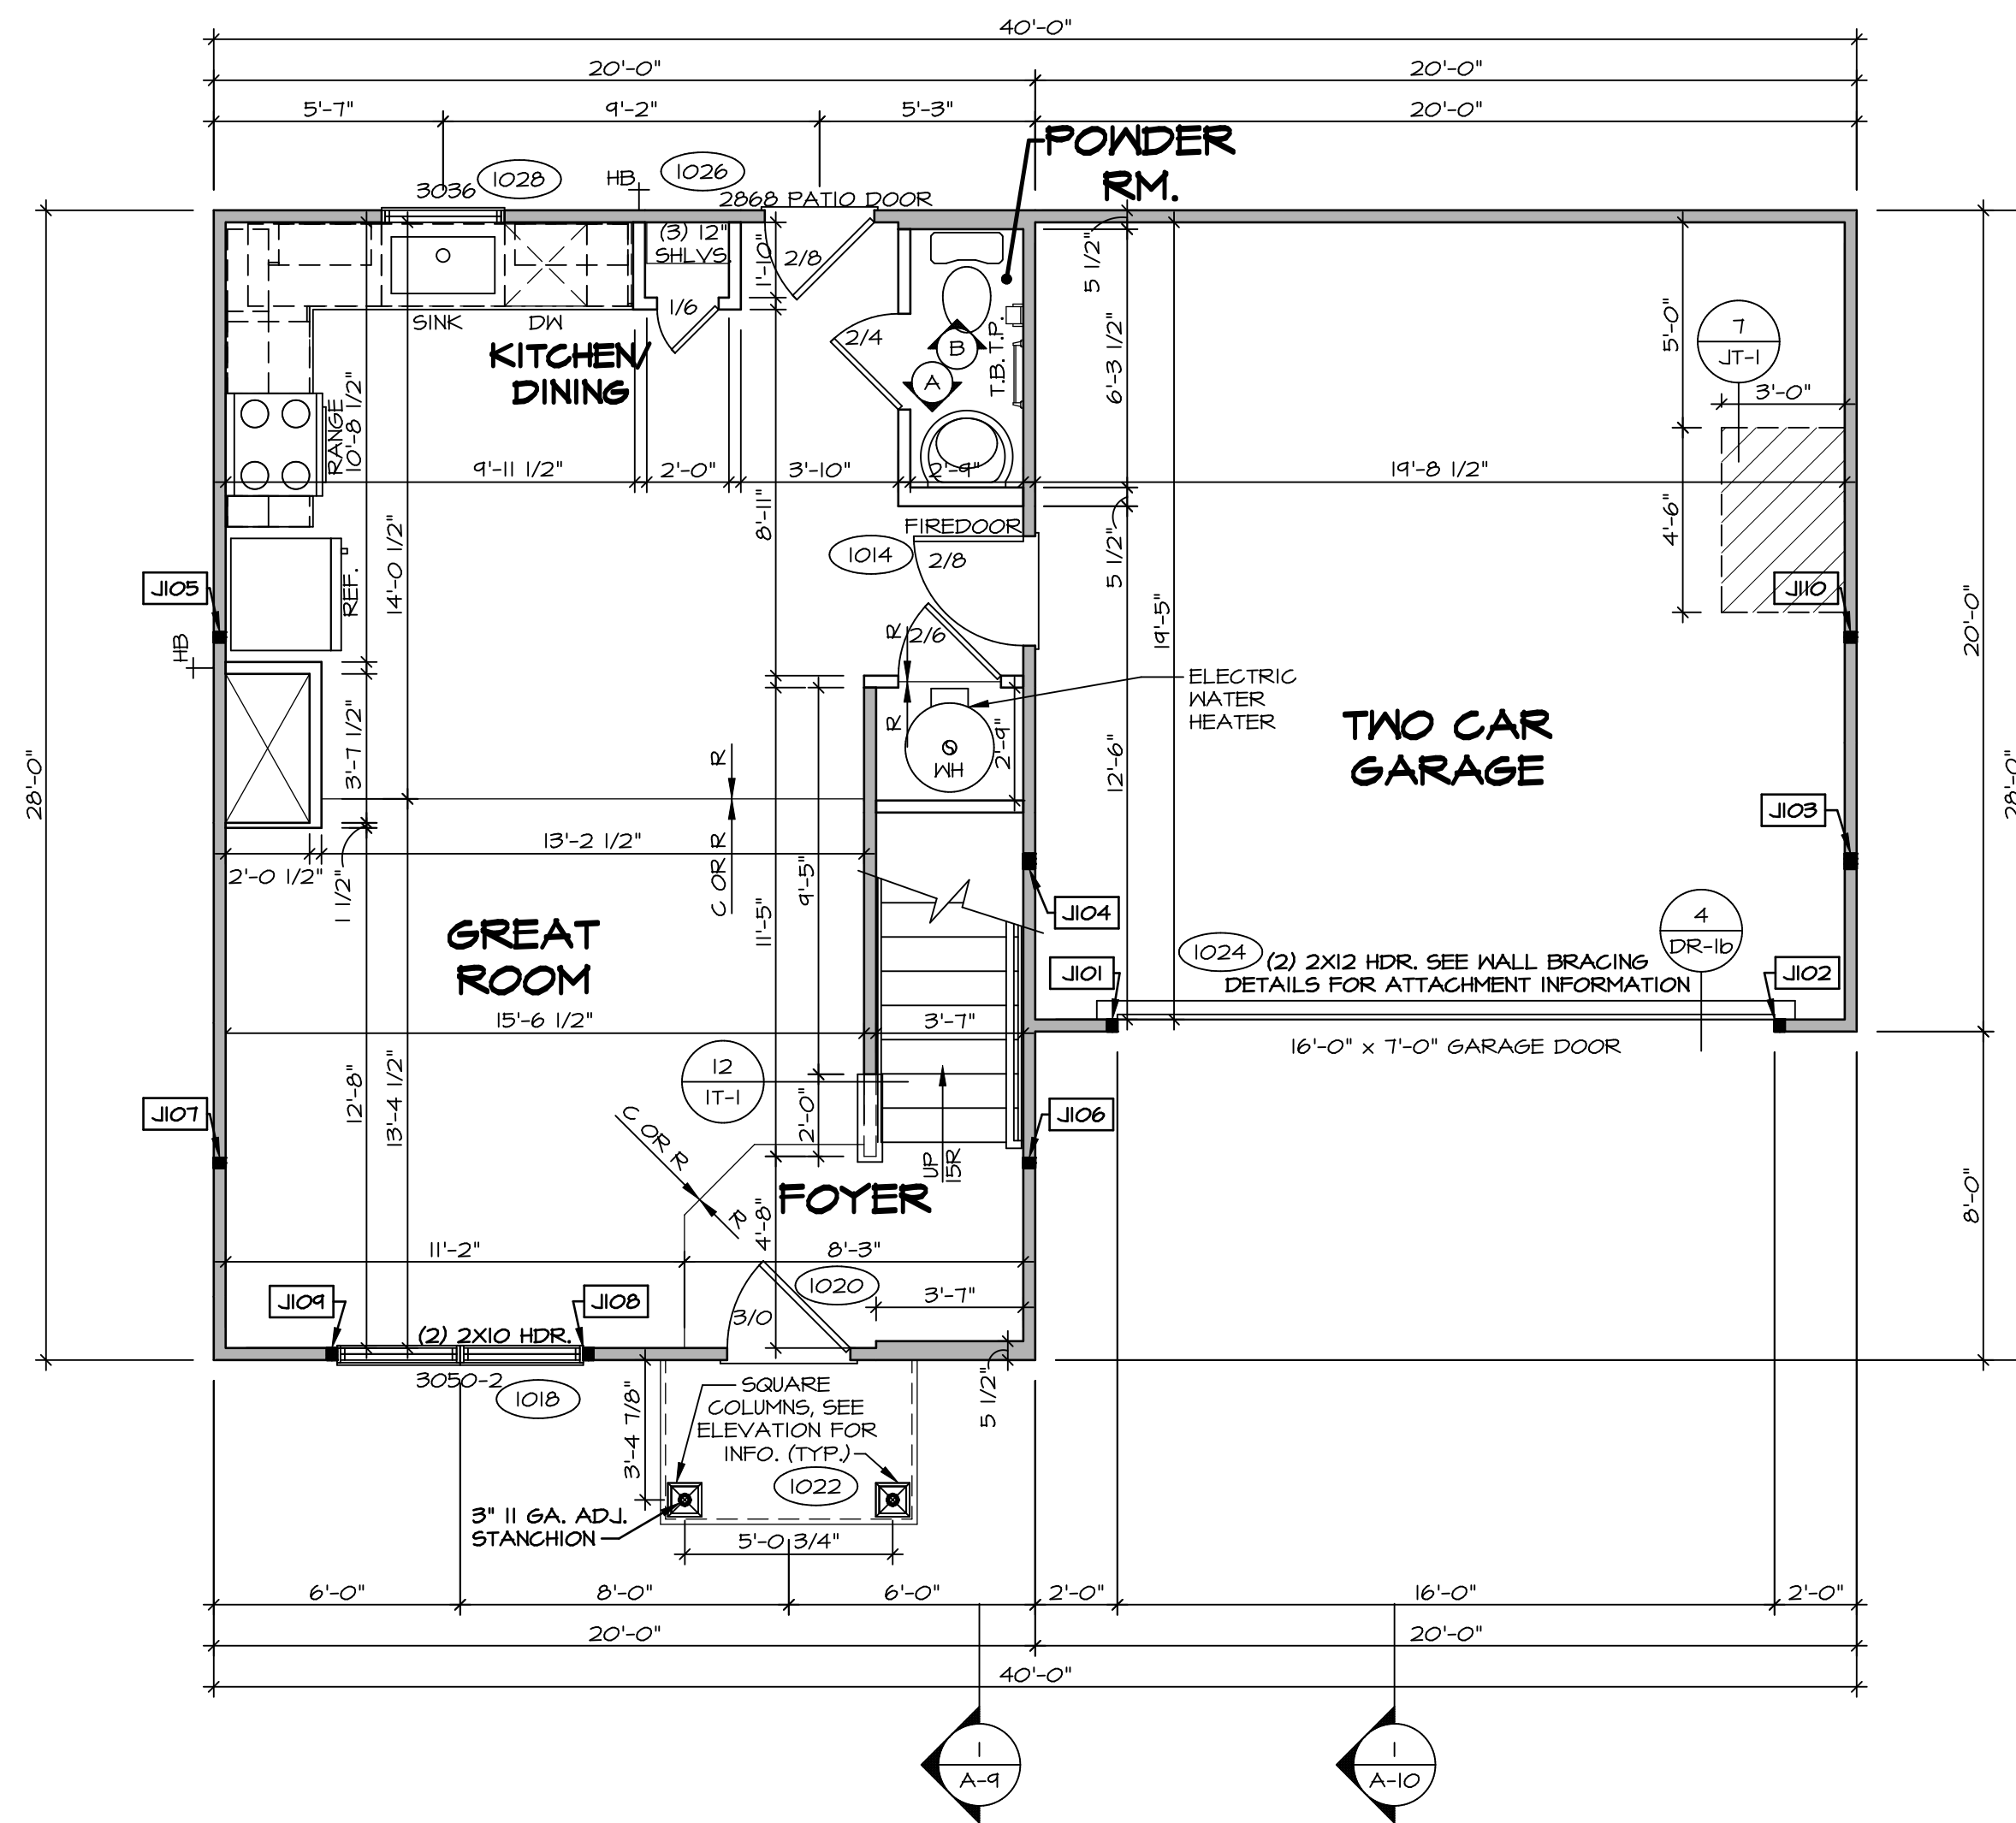 40'-0"
20'-0" 20'-0"
5'-7" 9'-2" 5'-3" 20'-0"
POWDER
RM.
3036
1028
HB
1026
2868 PATIO DOOR
(3) 12"
SHLVS.
1'-10"
2/8
1/6
SINK DW
KITCHEN/
DINING
2/4
B
A
T.B. T.P.
5 1/2"
6'-3 1/2"
5'-0"
7
JT-1
3'-0"
RANGE
10'-8 1/2"
9'-11 1/2" 2'-0" 3'-10" 2'-9" 19'-8 1/2"
8'-11"
4'-6"
FIREDOOR
1014
2/8
5 1/2"
14'-0 1/2"
REF.
J105
HB
J110
20'-0"
19'-5"
R
2/6
ELECTRIC
WATER
HEATER
R
WH
2'-9"
12'-6"
TWO CAR
GARAGE
28'-0"
28'-0"
3'-7 1/2"
R
C OR R
J103
13'-2 1/2"
2'-0 1/2"
1 1/2"
9'-5"
11'-5"
J104
GREAT
ROOM
4
DR-1b
1024
(2) 2X12 HDR. SEE WALL BRACING
DETAILS FOR ATTACHMENT INFORMATION
J101
J102
15'-6 1/2" 3'-7"
16'-0" x 7'-0" GARAGE DOOR
12
IT-1
12'-8"
13'-4 1/2"
J107
J106
2'-0"
C OR R
R
UP
15R
FOYER
4'-8"
8'-0"
11'-2" 8'-3"
1020
3'-7"
J109
J108
3/0
(2) 2X10 HDR.
3050-2
1018
3'-4 7/8"
5 1/2"
SQUARE
COLUMNS, SEE
ELEVATION FOR
INFO. (TYP.)
1022
3" 11 GA. ADJ.
STANCHION
5'-0 3/4"
6'-0" 8'-0" 6'-0" 2'-0" 16'-0" 2'-0"
20'-0" 20'-0"
40'-0"
1
A-9
1
A-10